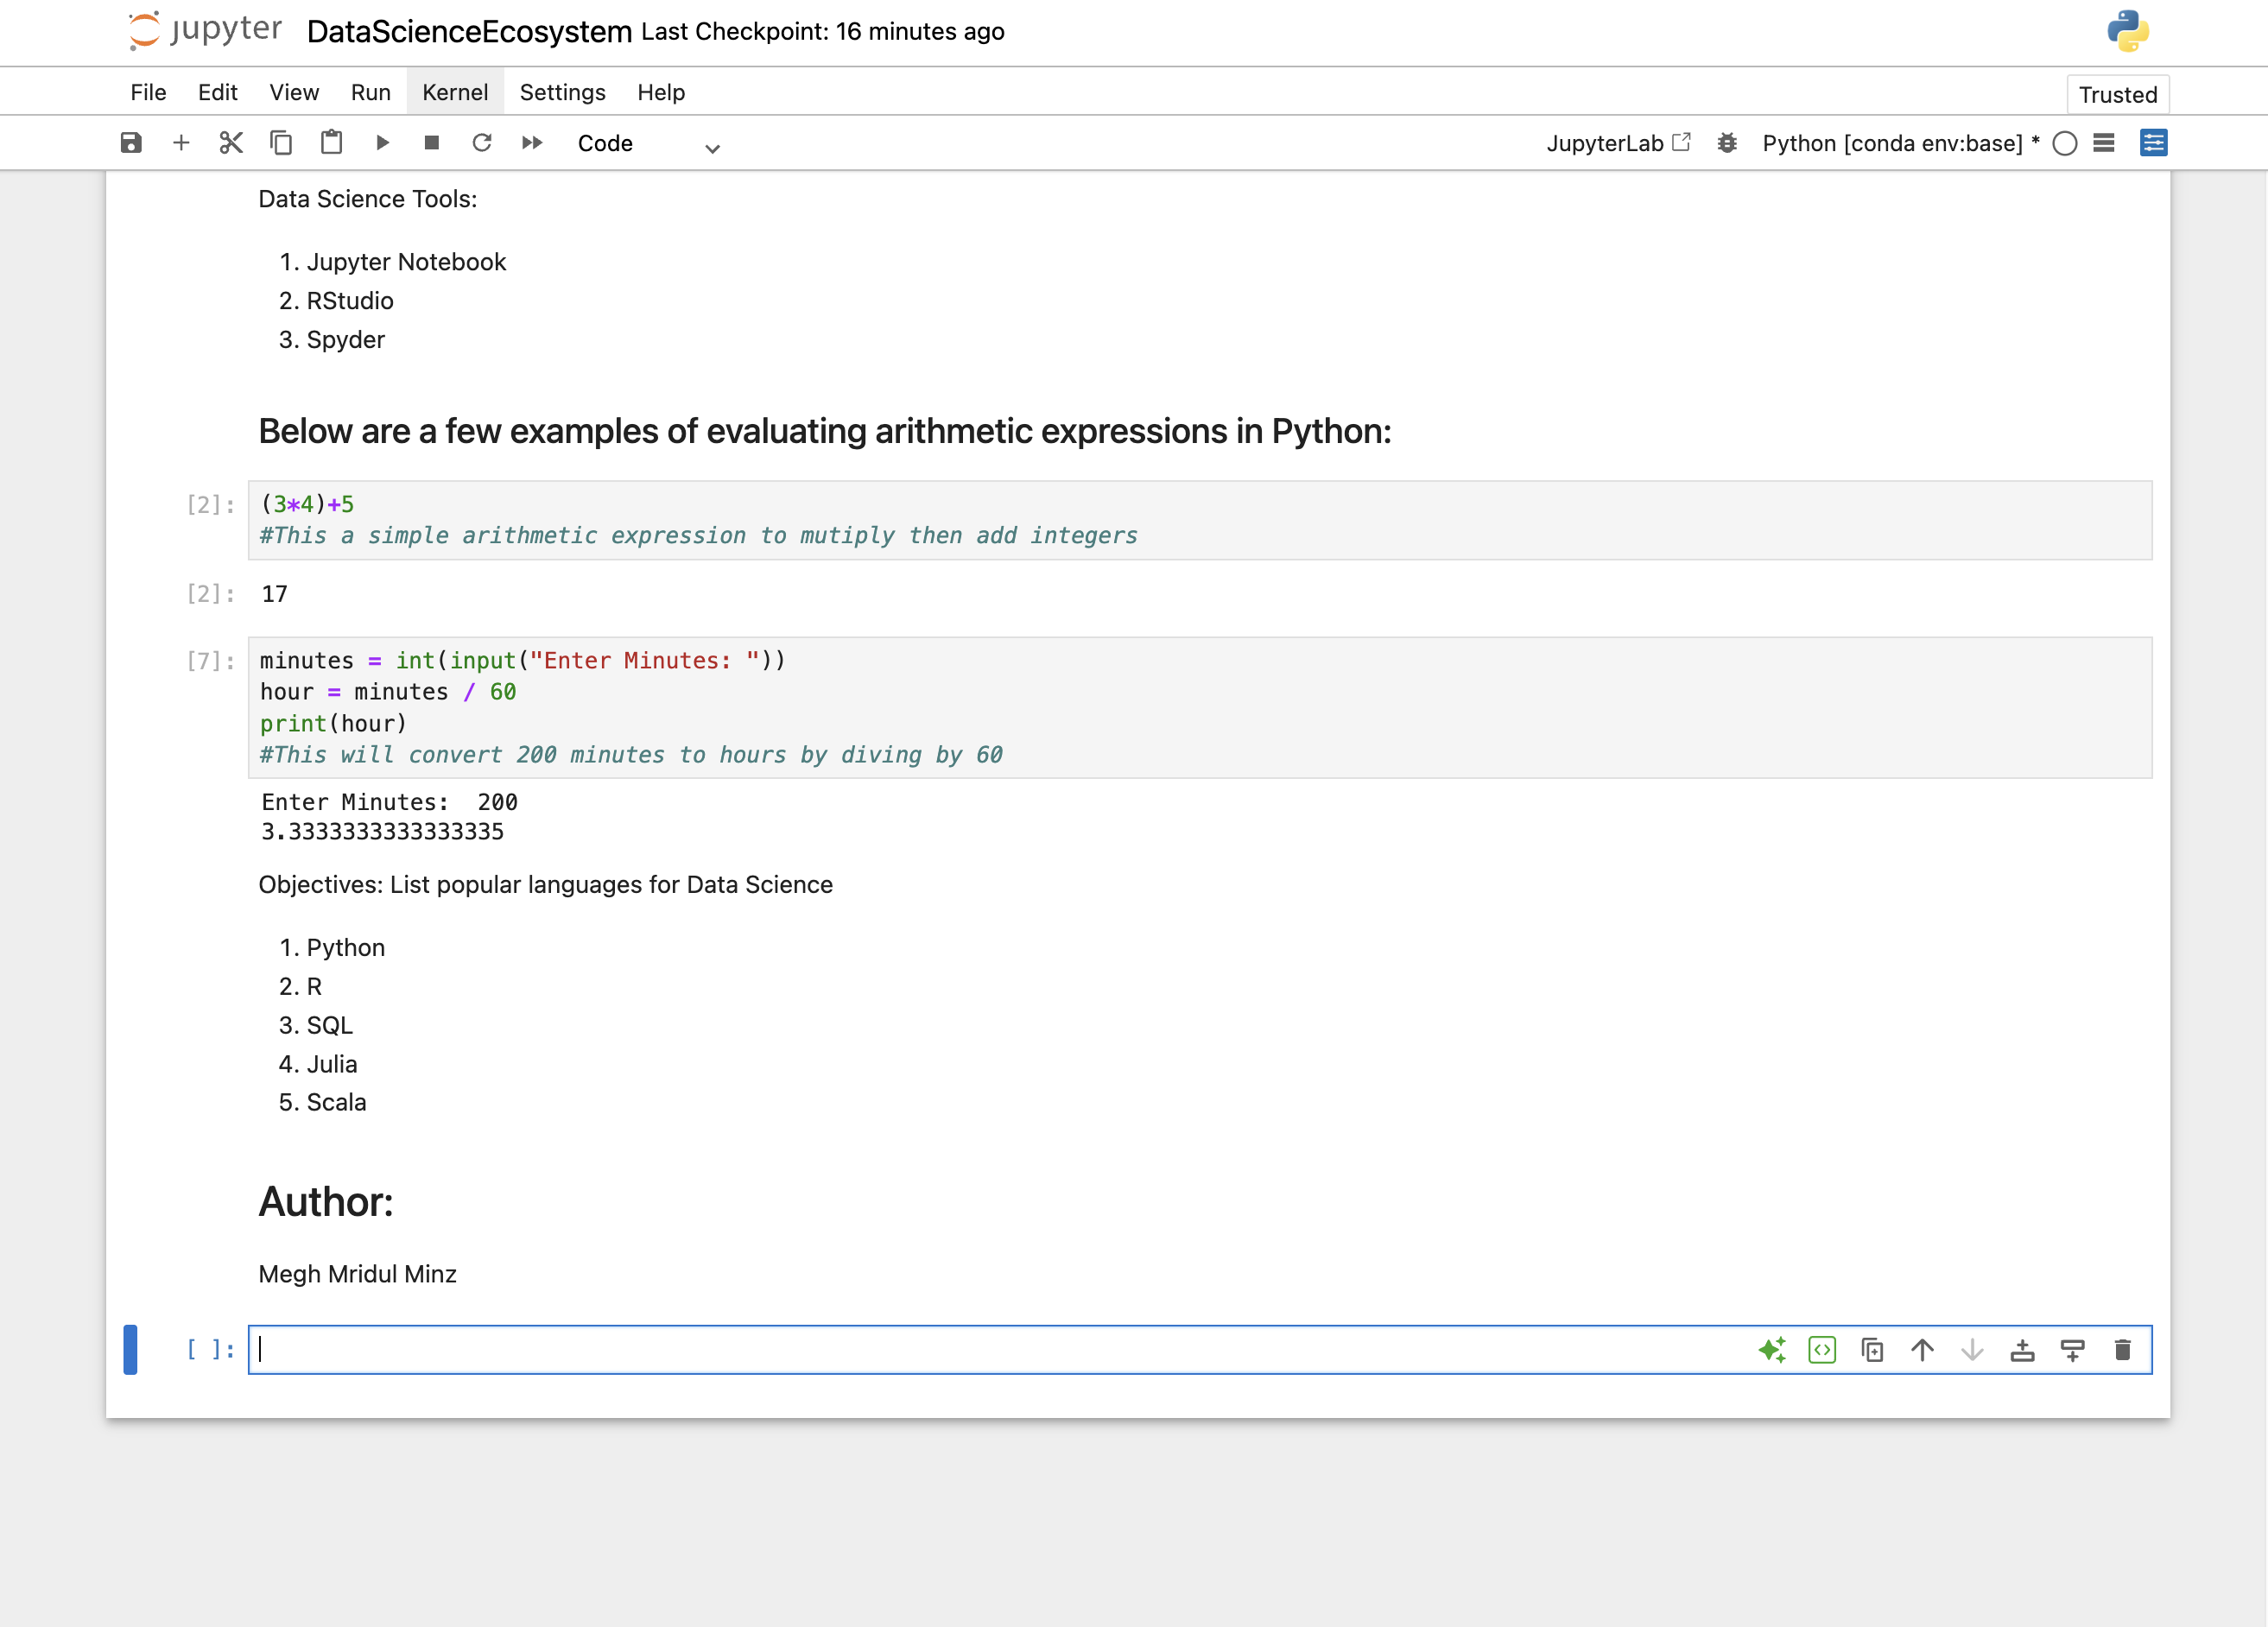 jupyter DataScienceEcosystem Last Checkpoint: 16 minutes ago
File Edit View Run Kernel Settings Help Trusted
Code JupyterLab Python [conda env:base] *
Data Science Tools:
1. Jupyter Notebook
2. RStudio
3. Spyder
Below are a few examples of evaluating arithmetic expressions in Python:
[2]: (3*4)+5
#This a simple arithmetic expression to mutiply then add integers
[2]: 17
[7]: minutes = int(input("Enter Minutes: "))
hour = minutes / 60
print(hour)
#This will convert 200 minutes to hours by diving by 60
Enter Minutes:  200
3.3333333333333335
Objectives: List popular languages for Data Science
1. Python
2. R
3. SQL
4. Julia
5. Scala
Author:
Megh Mridul Minz
[ ]: